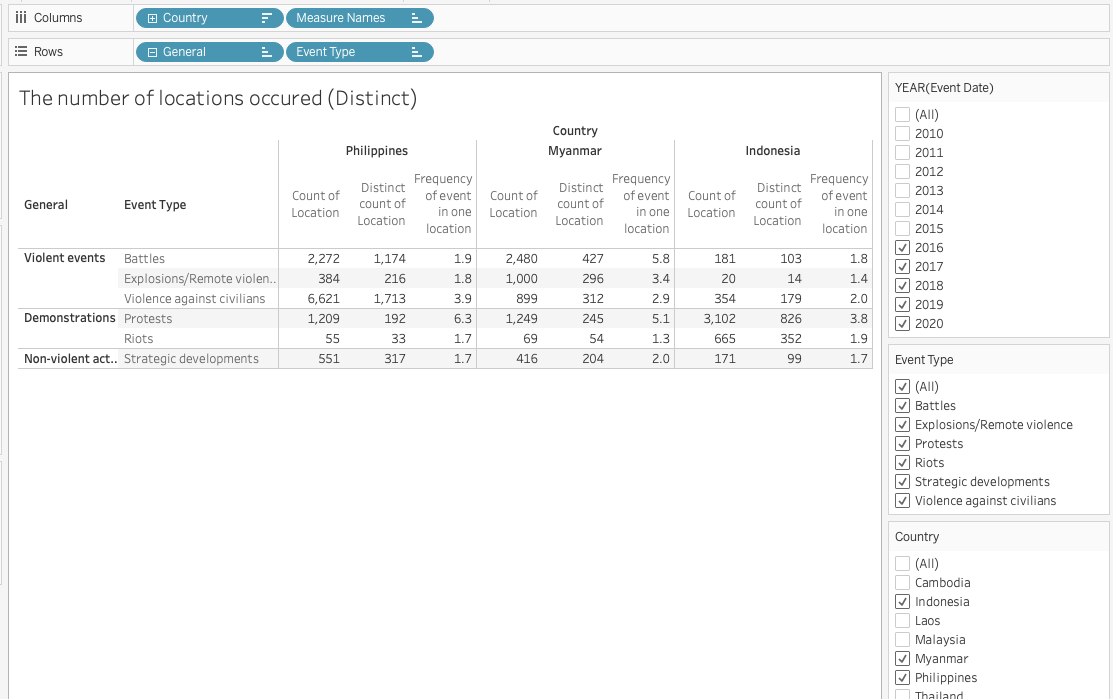 Columns Country Measure Names
Rows General Event Type
The number of locations occured (Distinct)
Country
Philippines Myanmar Indonesia
General Event Type Count of Location Distinct count of Location Frequency of event in one location Count of Location Distinct count of Location Frequency of event in one location Count of Location Distinct count of Location Frequency of event in one location
Violent events Battles 2,272 1,174 1.9 2,480 427 5.8 181 103 1.8
Explosions/Remote violen.. 384 216 1.8 1,000 296 3.4 20 14 1.4
Violence against civilians 6,621 1,713 3.9 899 312 2.9 354 179 2.0
Demonstrations Protests 1,209 192 6.3 1,249 245 5.1 3,102 826 3.8
Riots 55 33 1.7 69 54 1.3 665 352 1.9
Non-violent act.. Strategic developments 551 317 1.7 416 204 2.0 171 99 1.7
YEAR(Event Date)
(All)
2010
2011
2012
2013
2014
2015
2016
2017
2018
2019
2020
Event Type
(All)
Battles
Explosions/Remote violence
Protests
Riots
Strategic developments
Violence against civilians
Country
(All)
Cambodia
Indonesia
Laos
Malaysia
Myanmar
Philippines
Thailand